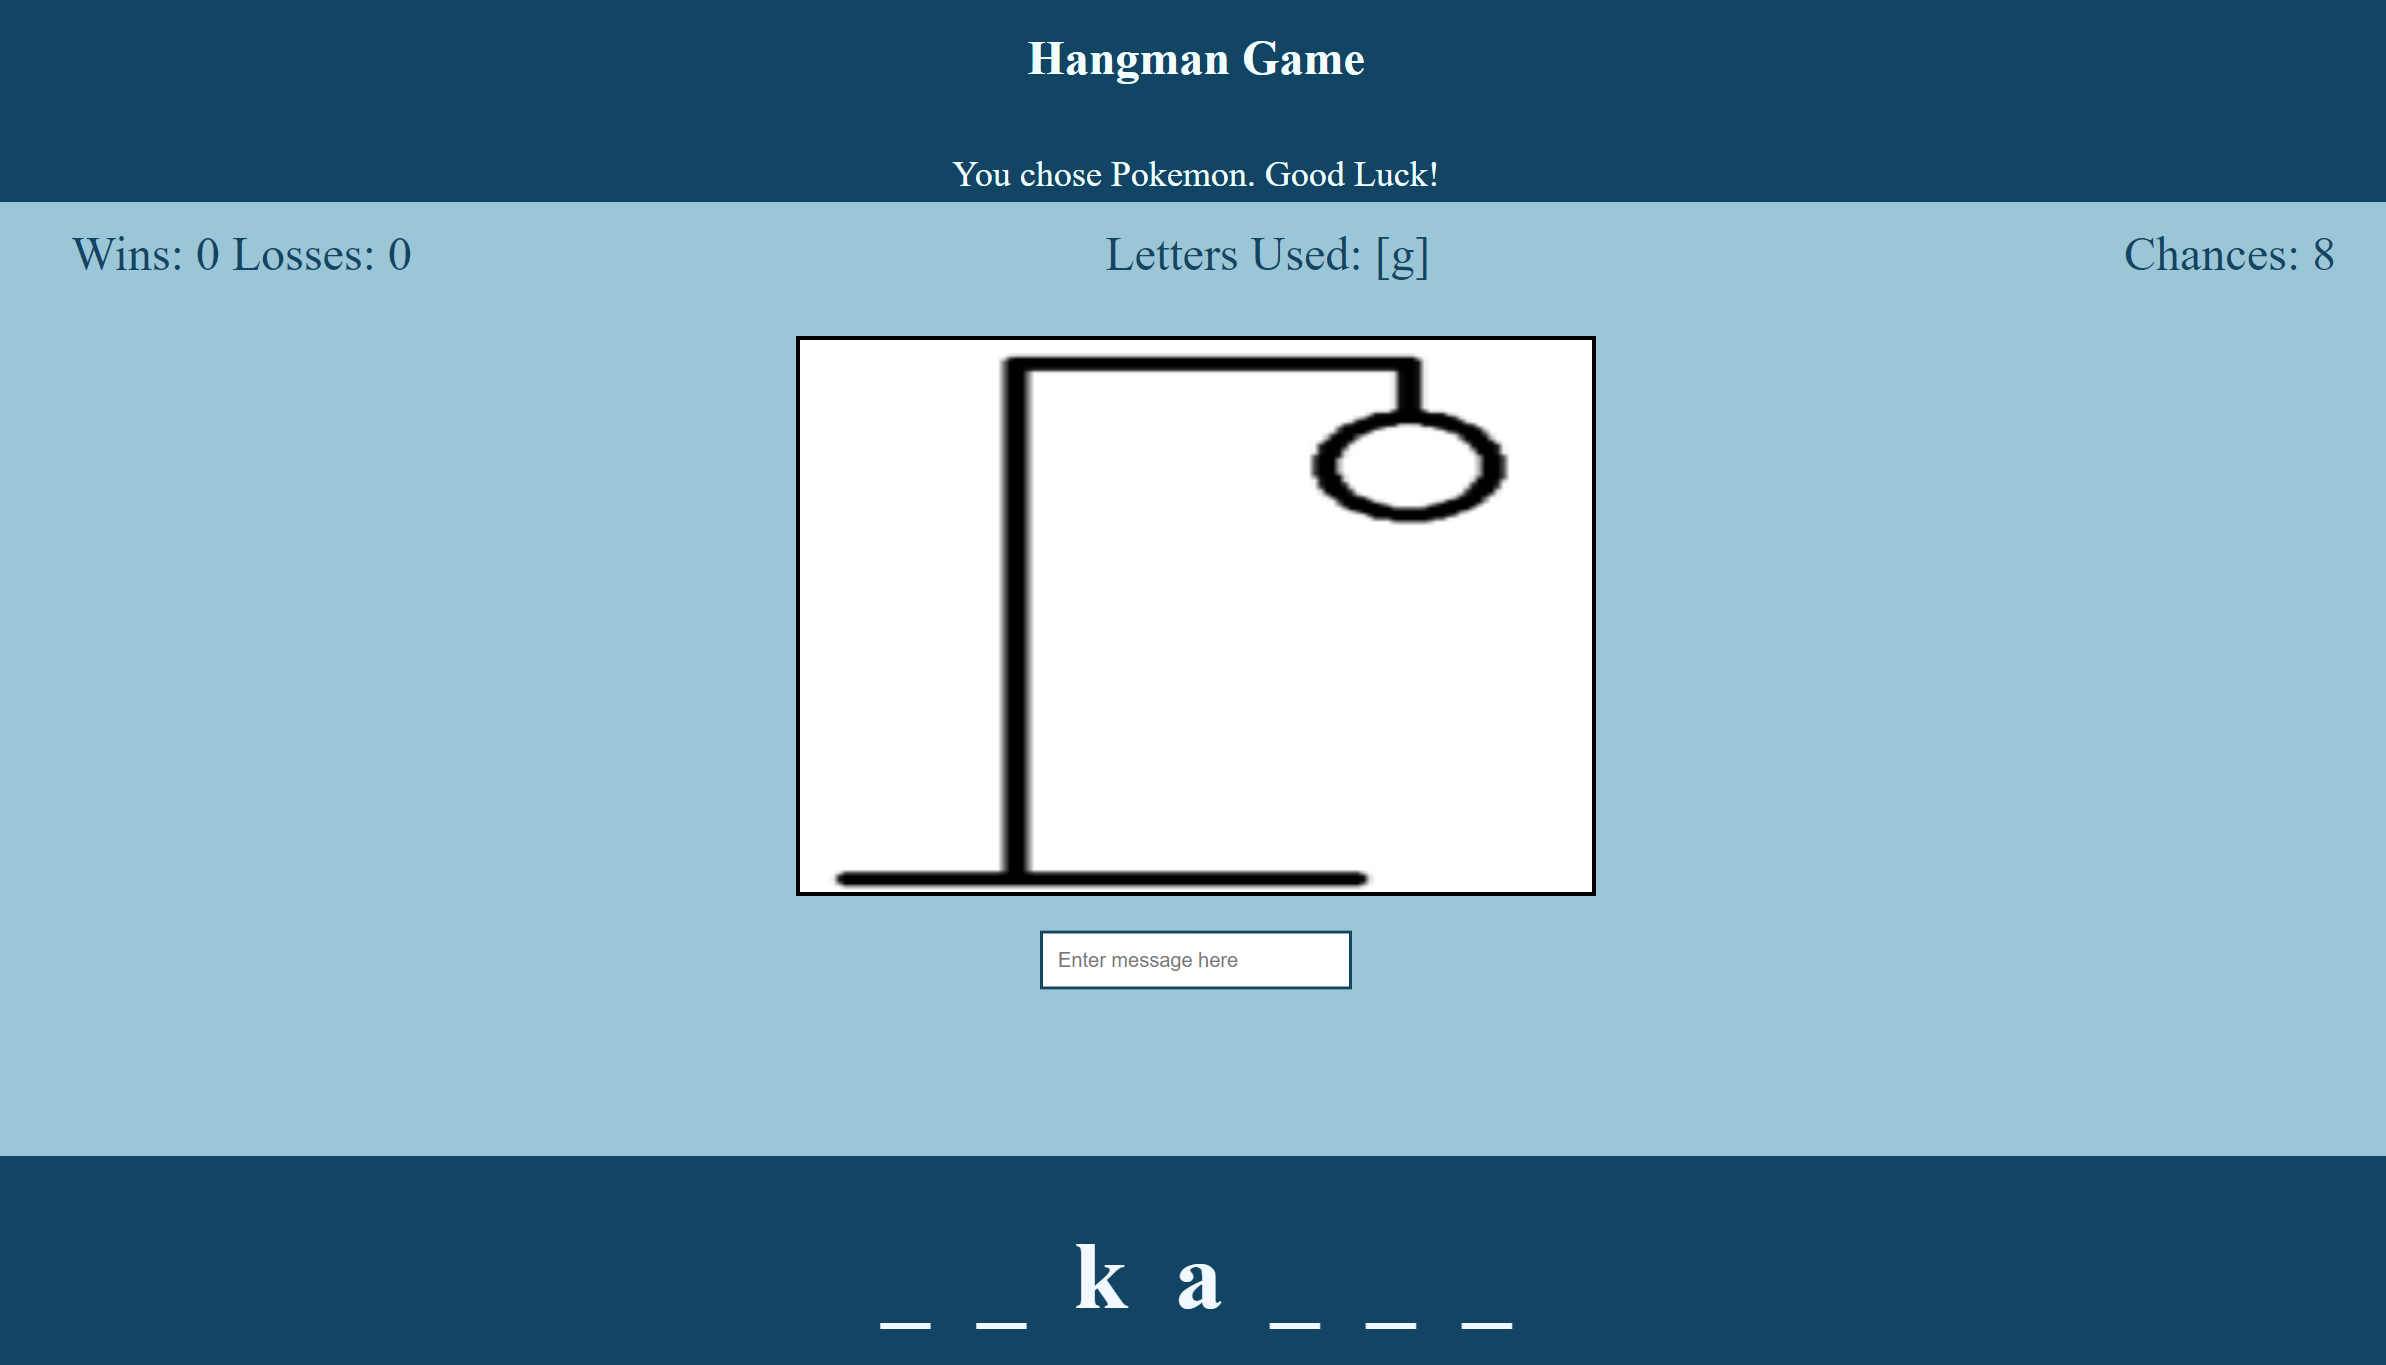 Hangman Game
You chose Pokemon. Good Luck!
Wins: 0 Losses: 0
Letters Used: [g]
Chances: 8
Enter message here
_ _ k a _ _ _